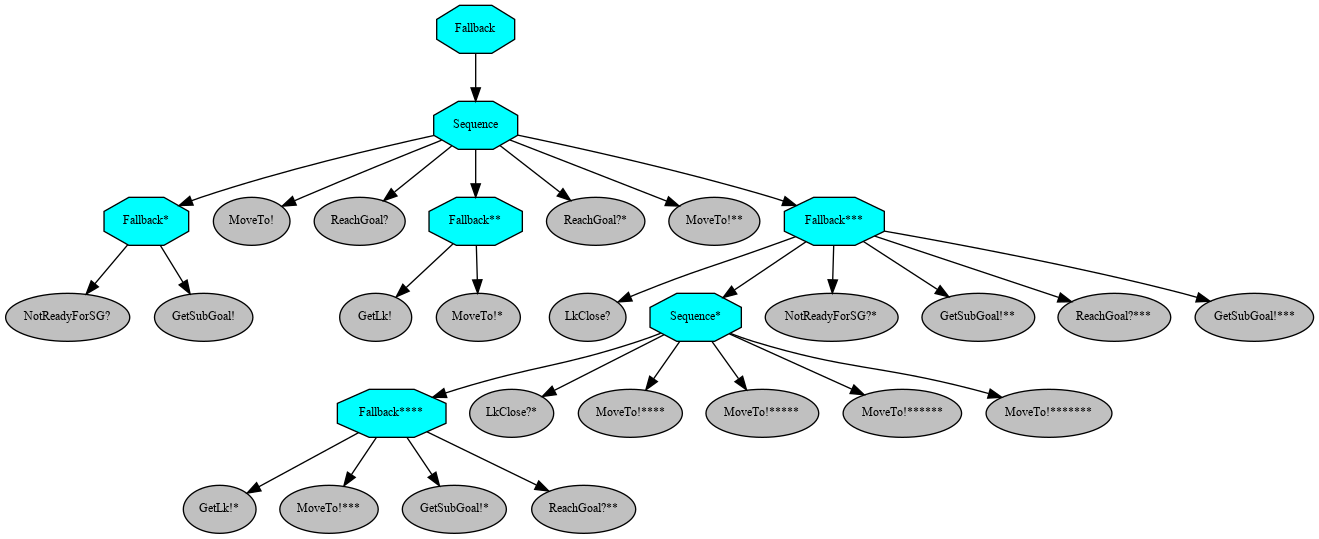 Fallback
Sequence
Fallback*
MoveTo!
ReachGoal?
Fallback**
ReachGoal?*
MoveTo!**
Fallback***
NotReadyForSG?
GetSubGoal!
GetLk!
MoveTo!*
LkClose?
Sequence*
NotReadyForSG?*
GetSubGoal!**
ReachGoal?***
GetSubGoal!***
Fallback****
LkClose?*
MoveTo!****
MoveTo!*****
MoveTo!******
MoveTo!*******
GetLk!*
MoveTo!***
GetSubGoal!*
ReachGoal?**